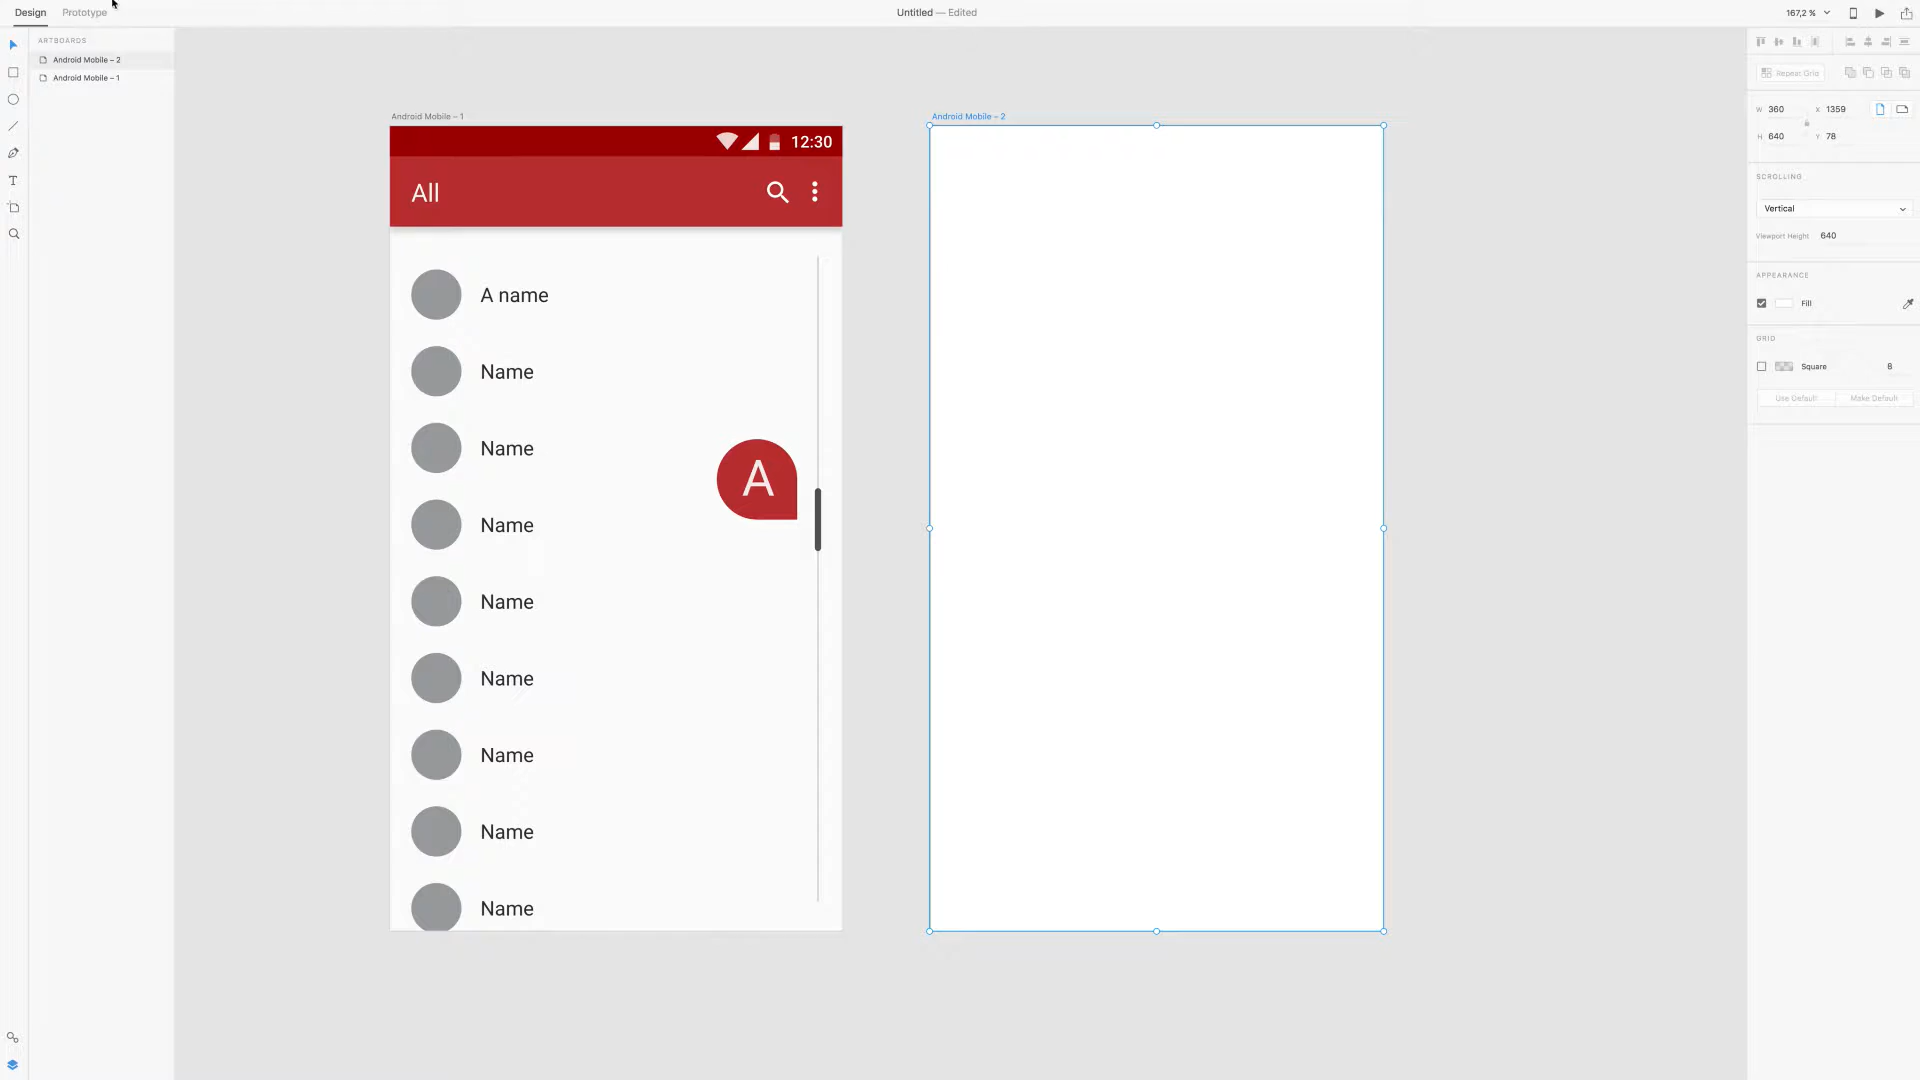 Design Prototype
Untitled — Edited
167,2 %
ARTBOARDS
Android Mobile – 2
Android Mobile – 1
Android Mobile – 1
12:30
All
A name
Name
Name
A
Name
Name
Name
Name
Name
Name
Android Mobile – 2
Repeat Grid
W 360 X 1359
H 640 Y 78
SCROLLING
Vertical
Viewport Height 640
APPEARANCE
Fill
GRID
Square 8
Use Default Make Default